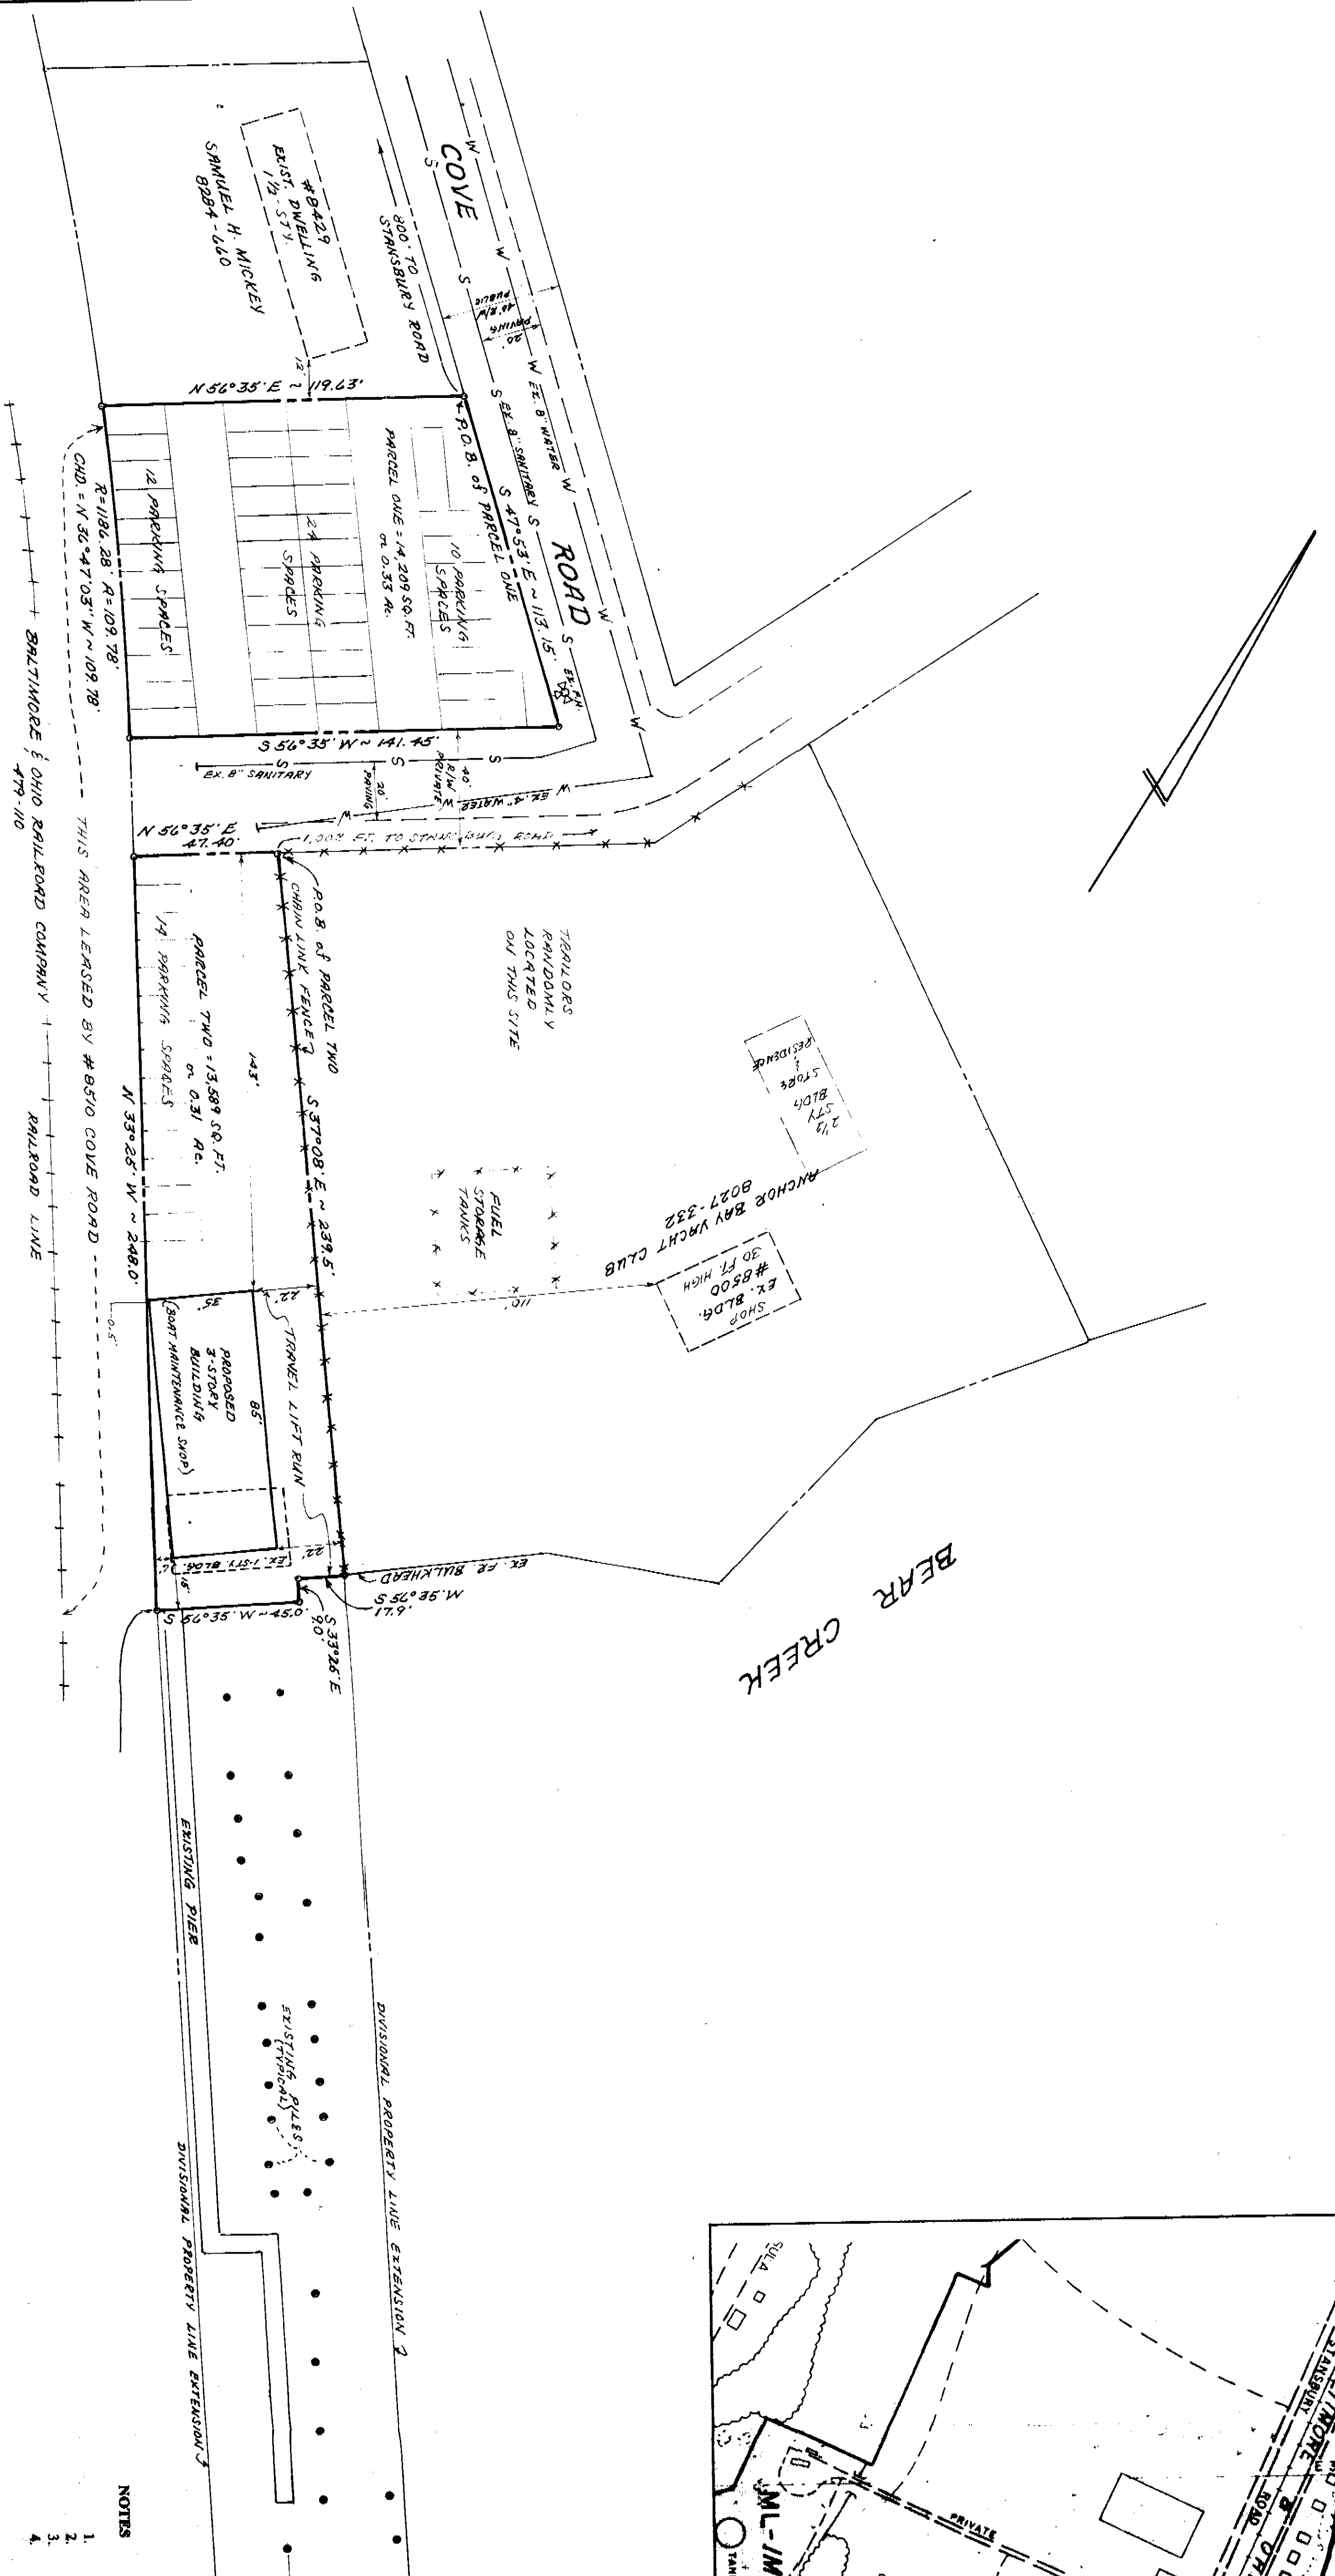 COVE
ROAD
800' TO
STANSBURY ROAD
#8429
EXIST. DWELLING
1½-STY.
SAMUEL H. MICKEY
8284-660
40' R/W
PUBLIC
20'
PAVING
W EX. 8" WATER W
S EX. 8" SANITARY S
EX. F.H.
12'
N 56°35' E ~ 119.63'
P.O.B. of PARCEL ONE
S 47°53' E ~ 113.15'
10 PARKING
SPACES
PARCEL ONE = 14,209 SQ. FT.
or 0.33 Ac.
24 PARKING
SPACES
12 PARKING SPACES
R=1186.28' A=109.78'
CHD. = N 36°47'03" W ~ 109.78'
S 56°35' W ~ 141.45'
EX. 8" SANITARY
20'
PAVING
40'
R/W
PRIVATE
EX. 4" WATER
N 56°35' E
47.40'
P.O.B. of PARCEL TWO
CHAIN LINK FENCE
S 37°08' E ~ 239.5'
PARCEL TWO = 13,589 SQ. FT.
or 0.31 Ac.
14 PARKING SPACES
143'
N 33°25' W ~ 248.0'
THIS AREA LEASED BY #8510 COVE ROAD
BALTIMORE & OHIO RAILROAD COMPANY
479-110
RAILROAD LINE
TRAILORS
RANDOMLY
LOCATED
ON THIS SITE
2½
STY
BLDG
STORE
&
RESIDENCE
ANCHOR BAY YACHT CLUB
8027-332
SHOP
EX. BLDG.
#8500
30 FT. HIGH
FUEL
STORAGE
TANKS
110'
22'
35'
0.5'
TRAVEL LIFT RUN
85'
PROPOSED
3-STORY
BUILDING
(BOAT MAINTENANCE SHOP)
EX. 1-STY. BLDG.
22'
15'
EX. FR. BULKHEAD
S 56°35' W
17.9'
S 33°25' E
9.0'
S 56°35' W ~ 45.0'
BEAR CREEK
EXISTING PIER
EXISTING PILES
(TYPICAL)
DIVISIONAL PROPERTY LINE EXTENSION
DIVISIONAL PROPERTY LINE EXTENSION
STANSBURY
ROAD
PRIVATE
ML-IM
NOTES
1.
2.
3.
4.